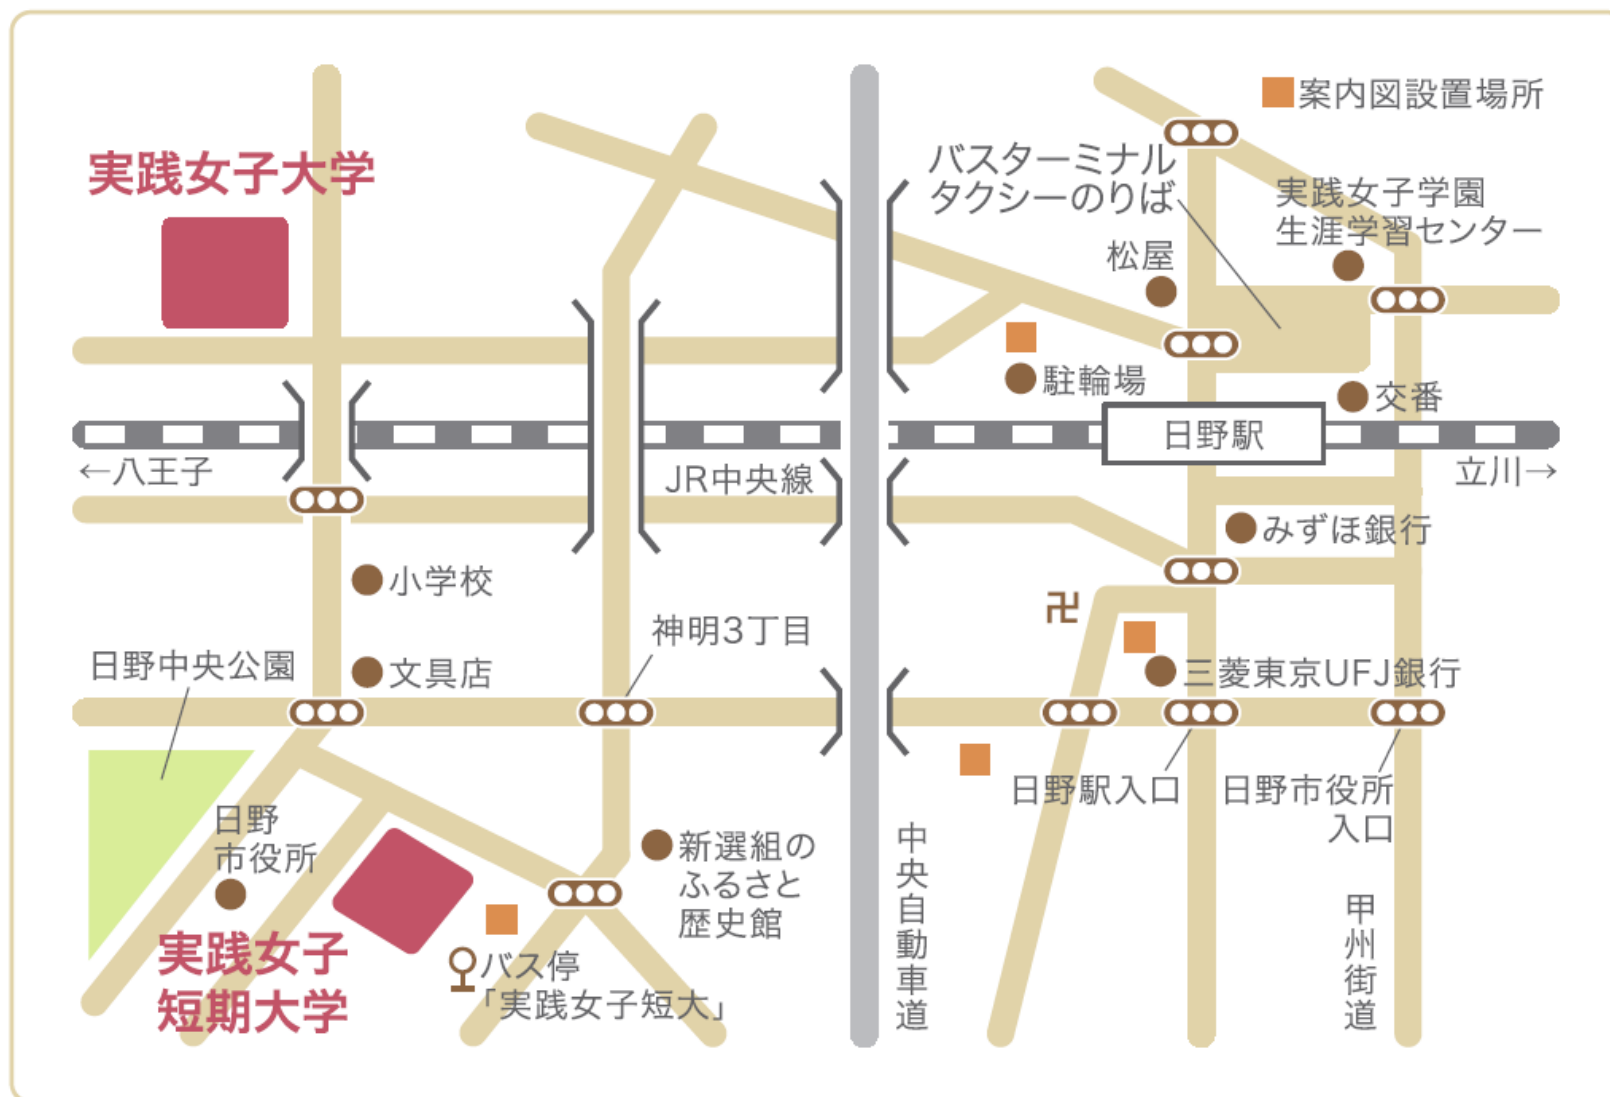 案内図設置場所
実践女子大学
バスターミナル
タクシーのりば
実践女子学園
生涯学習センター
松屋
駐輪場
交番
日野駅
←八王子
JR中央線
立川→
みずほ銀行
小学校
卍
神明3丁目
日野中央公園
文具店
三菱東京UFJ銀行
日野駅入口
日野市役所
入口
日野
市役所
新選組の
ふるさと
歴史館
中央自動車道
甲州街道
実践女子
短期大学
バス停
「実践女子短大」